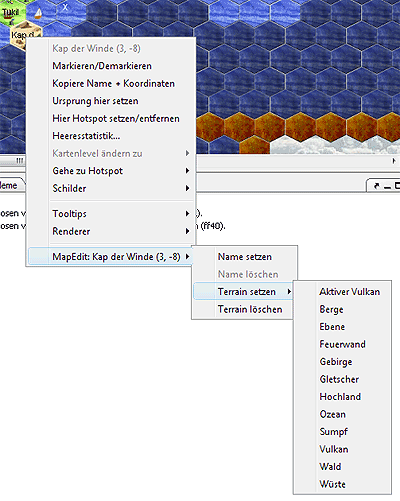 Tukil
X
Kap d
Kap der Winde (3, -8)
Markieren/Demarkieren
Kopiere Name + Koordinaten
Ursprung hier setzen
Hier Hotspot setzen/entfernen
Heeresstatistik...
Kartenlevel ändern zu
Gehe zu Hotspot
Schilder
leme
osen v
).
osen v
(ff40).
Tooltips
Renderer
MapEdit: Kap der Winde (3, -8)
Name setzen
Name löschen
Terrain setzen
Terrain löschen
Aktiver Vulkan
Berge
Ebene
Feuerwand
Gebirge
Gletscher
Hochland
Ozean
Sumpf
Vulkan
Wald
Wüste